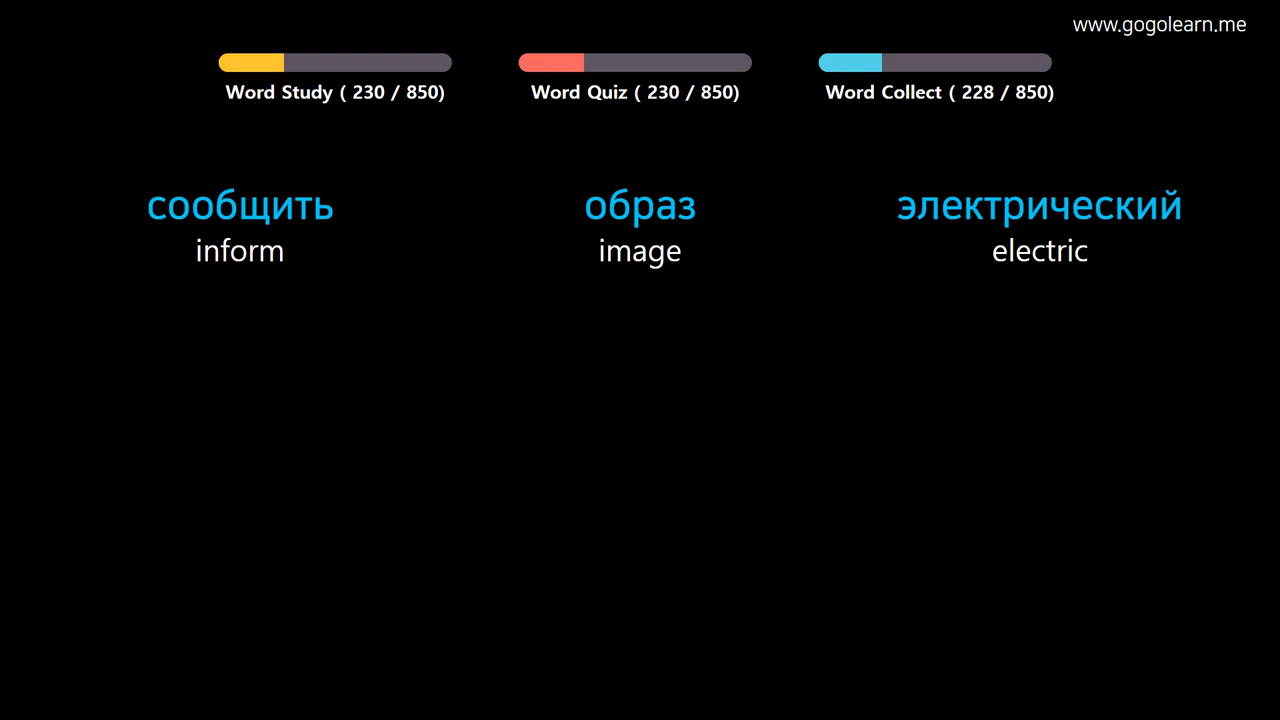 www.gogolearn.me
Word Study ( 230 / 850)
Word Quiz ( 230 / 850)
Word Collect ( 228 / 850)
сообщить
inform
образ
image
электрический
electric